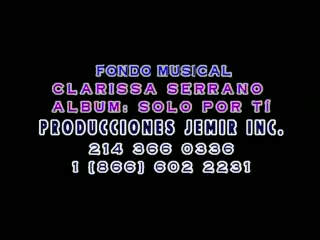 FONDO MUSICAL
CLARISSA SERRANO
ALBUM: SOLO POR TÍ
PRODUCCIONES JEMIR INC.
214 366 0336
1 (866) 602 2231